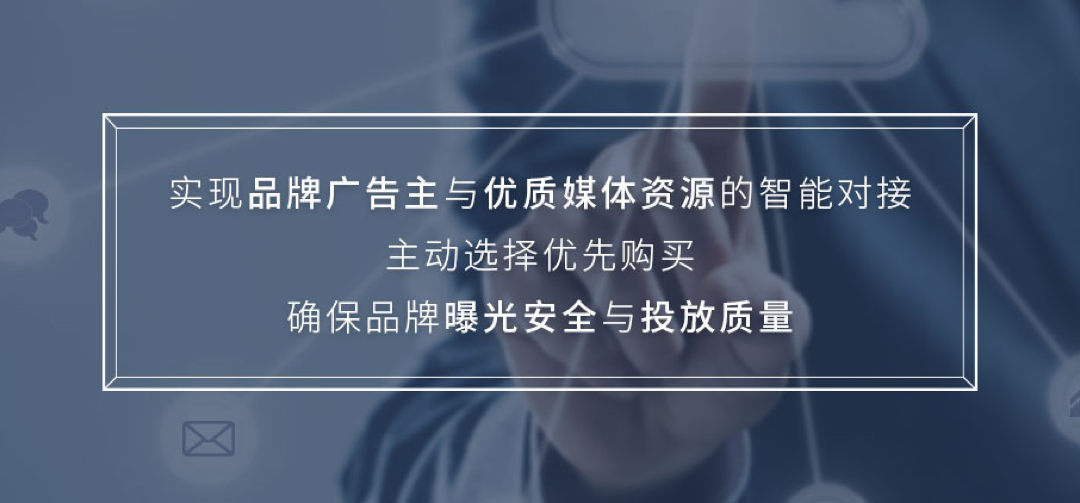 实现品牌广告主与优质媒体资源的智能对接
主动选择优先购买
确保品牌曝光安全与投放质量